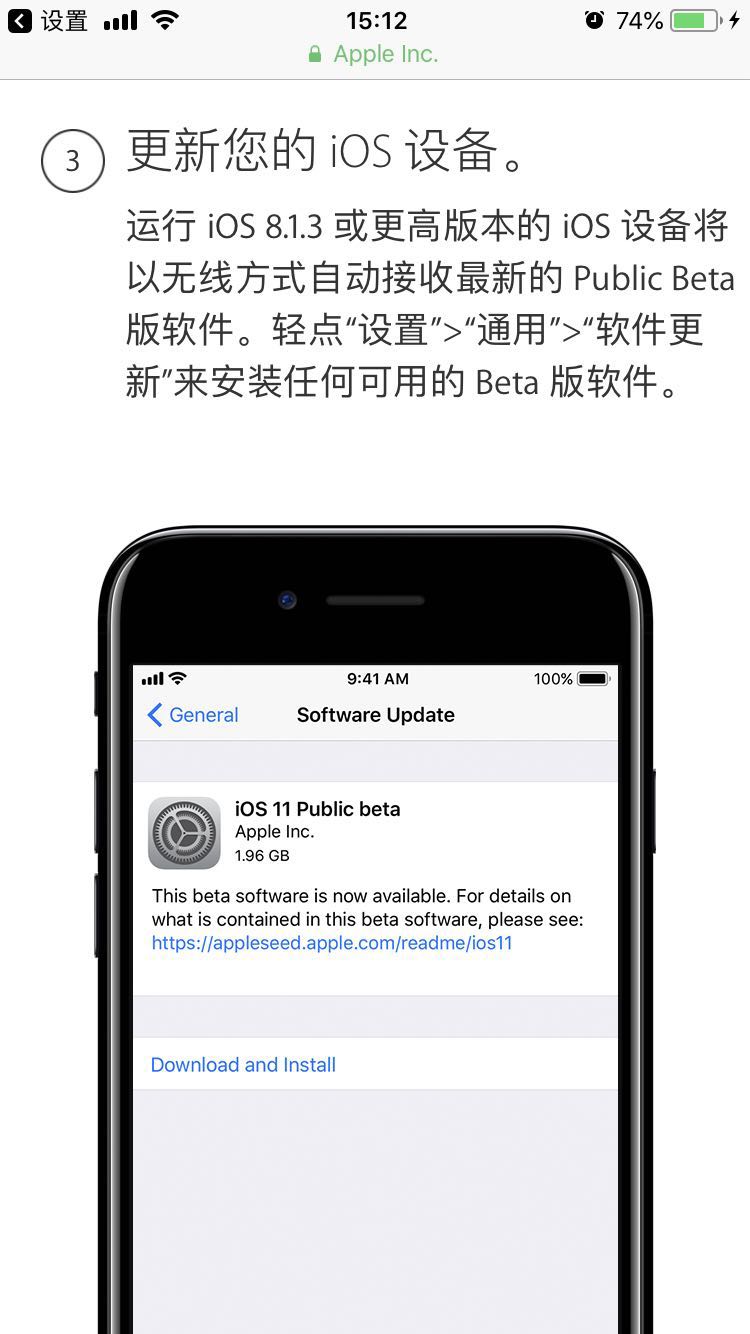 设置 15:12 74%
Apple Inc.
3 更新您的 iOS 设备。
运行 iOS 8.1.3 或更高版本的 iOS 设备将
以无线方式自动接收最新的 Public Beta
版软件。轻点“设置”>“通用”>“软件更
新”来安装任何可用的 Beta 版软件。
9:41 AM 100%
General Software Update
iOS 11 Public beta
Apple Inc.
1.96 GB
This beta software is now available. For details on
what is contained in this beta software, please see:
https://appleseed.apple.com/readme/ios11
Download and Install